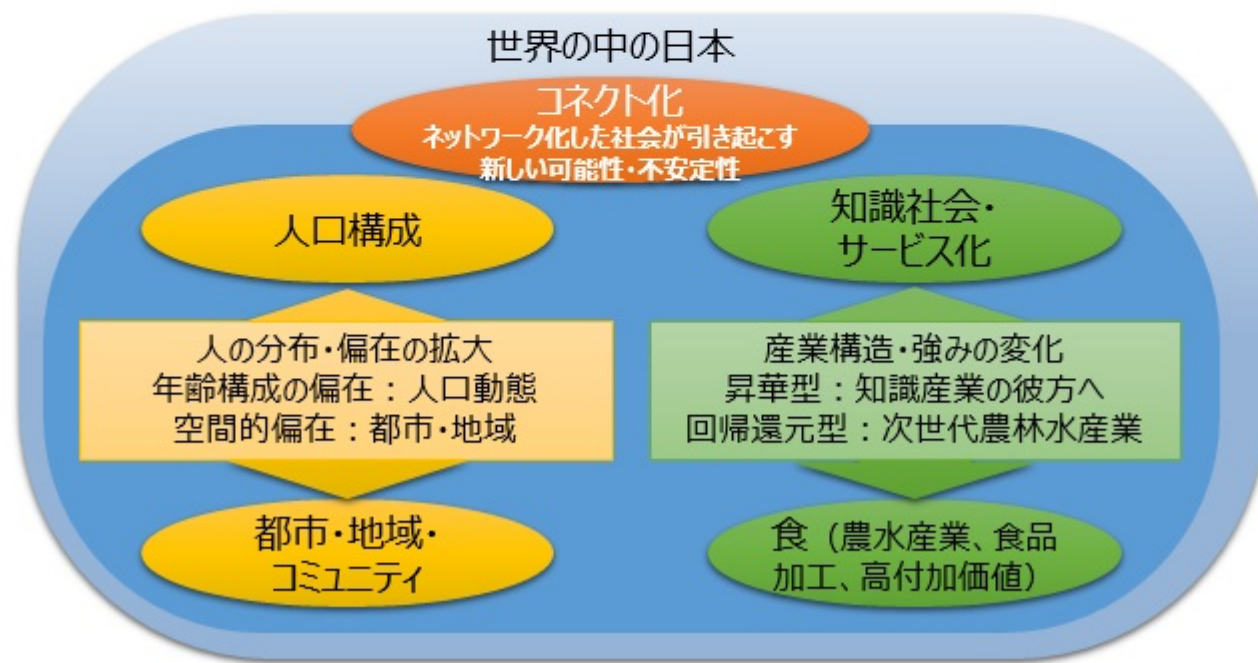 世界の中の日本
コネクト化
ネットワーク化した社会が引き起こす
新しい可能性・不安定性
人口構成
人の分布・偏在の拡大
年齢構成の偏在：人口動態
空間的偏在：都市・地域
都市・地域・
コミュニティ
知識社会・
サービス化
産業構造・強みの変化
昇華型：知識産業の彼方へ
回帰還元型：次世代農林水産業
食（農水産業、食品
加工、高付加価値）